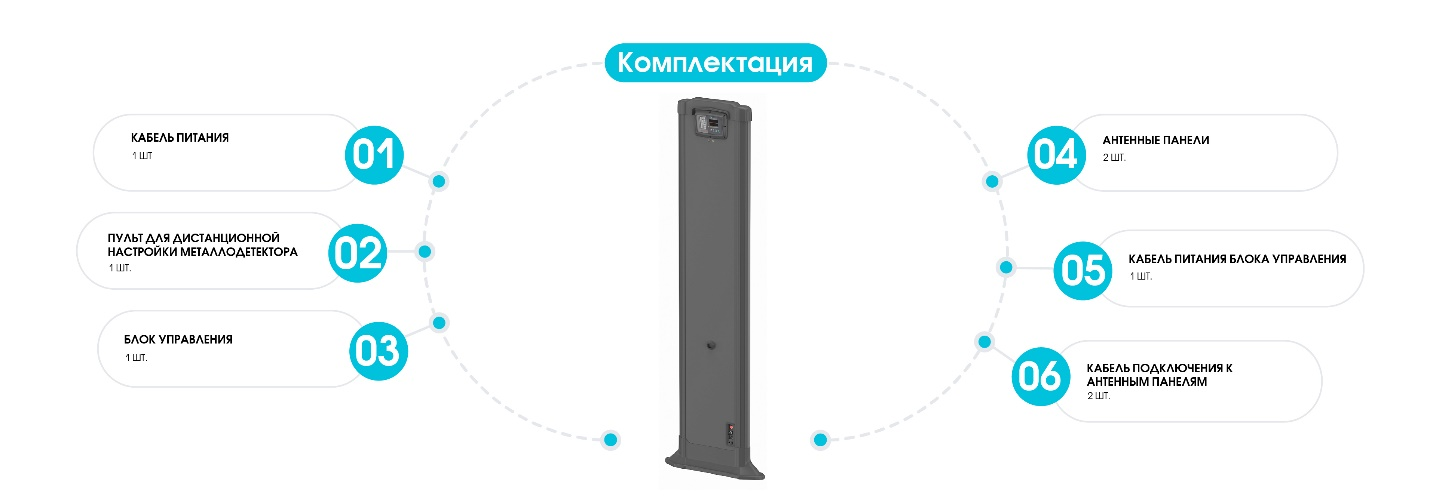 Комплектация
01
КАБЕЛЬ ПИТАНИЯ
1 ШТ
02
ПУЛЬТ ДЛЯ ДИСТАНЦИОННОЙ
НАСТРОЙКИ МЕТАЛЛОДЕТЕКТОРА
1 ШТ.
03
БЛОК УПРАВЛЕНИЯ
1 ШТ.
04
АНТЕННЫЕ ПАНЕЛИ
2 ШТ.
05
КАБЕЛЬ ПИТАНИЯ БЛОКА УПРАВЛЕНИЯ
1 ШТ.
06
КАБЕЛЬ ПОДКЛЮЧЕНИЯ К
АНТЕННЫМ ПАНЕЛЯМ
2 ШТ.